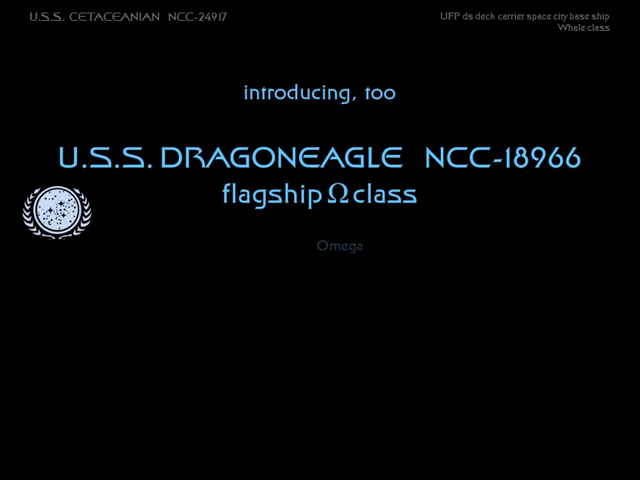 U.S.S. CETACEANIAN NCC-24917
UFP ds deck carrier space city base ship
Whale class
introducing, too
U.S.S. DRAGONEAGLE NCC-18966
flagship Ω class
Omega